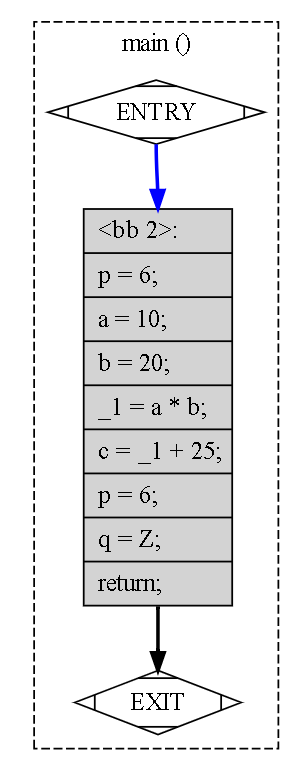 main ()
ENTRY
<bb 2>:
p = 6;
a = 10;
b = 20;
_1 = a * b;
c = _1 + 25;
p = 6;
q = Z;
return;
EXIT